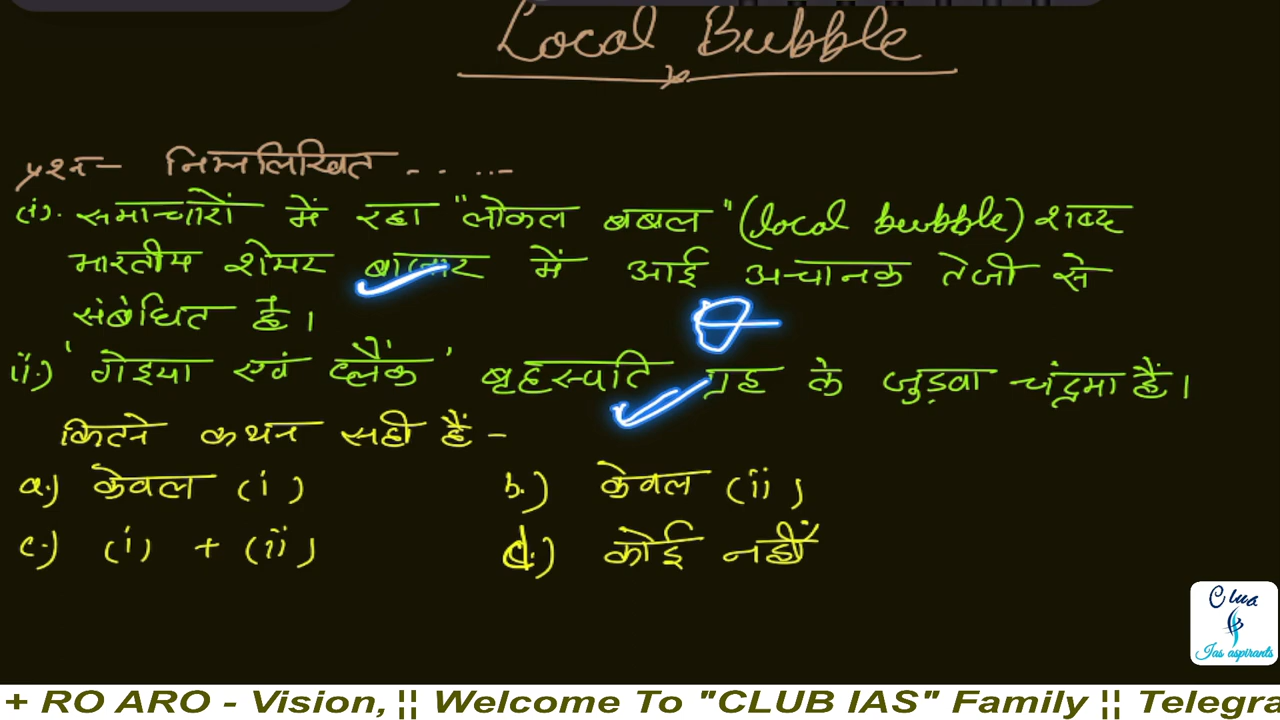 Local Bubble
प्रश्न- निम्नलिखित - . . . -
(i). समाचारों में रहा "लोकल बबल" (local bubble) शब्द
भारतीय शेयर बाजार में आई अचानक तेजी से
संबंधित है।
ii.) 'गेइया एवं प्लैंक' बृहस्पति ग्रह के जुड़वा चंद्रमा हैं।
कितने कथन सही हैं -
a.) केवल (i)
b.) केवल (ii)
c.) (i) + (ii)
d.) कोई नहीं
Club
Ias aspirants
+ RO ARO - Vision, || Welcome To "CLUB IAS" Family || Telegra